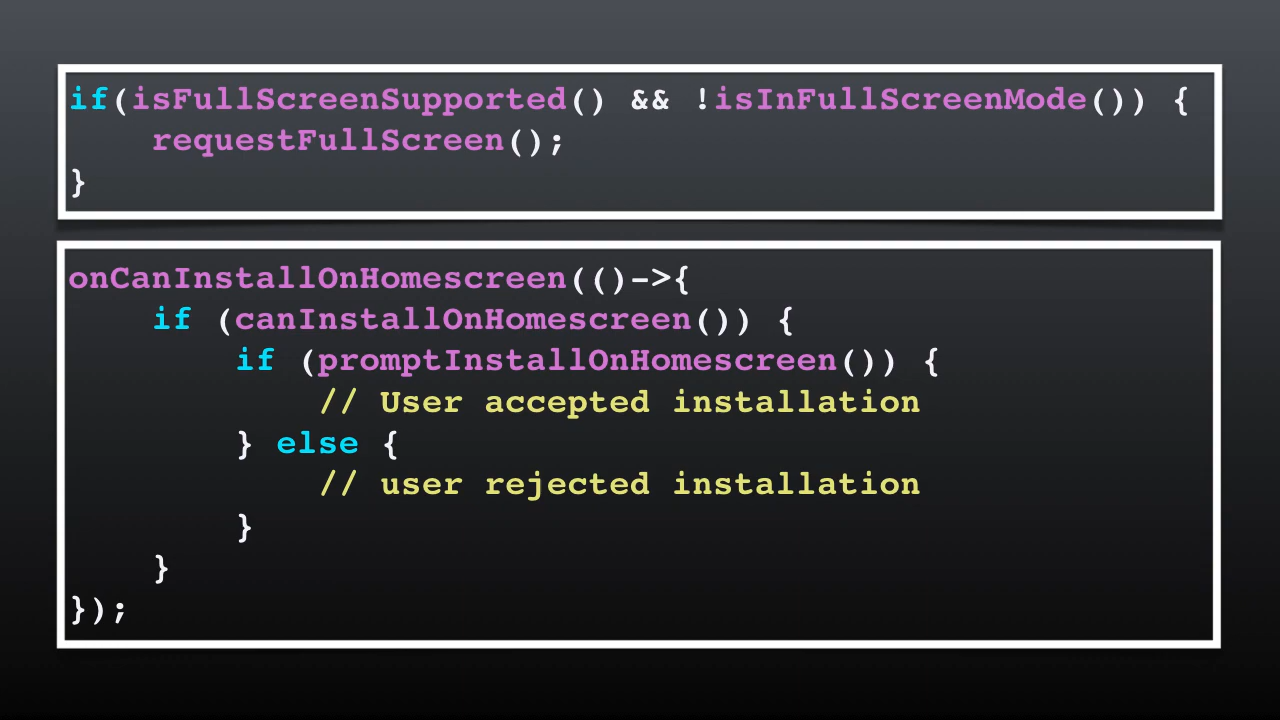 if(isFullScreenSupported() && !isInFullScreenMode()) {
    requestFullScreen();
}
onCanInstallOnHomescreen(()->{
    if (canInstallOnHomescreen()) {
        if (promptInstallOnHomescreen()) {
            // User accepted installation
        } else {
            // user rejected installation
        }
    }
});